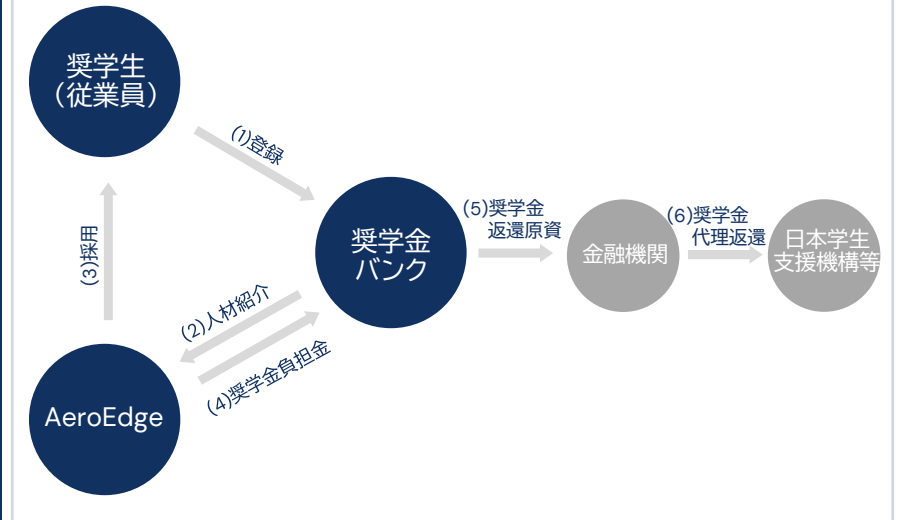 奨学生
（従業員）
(1)登録
奨学金
バンク
(5)奨学金
返還原資
金融機関
(6)奨学金
代理返還
日本学生
支援機構等
(3)採用
(2)人材紹介
(4)奨学金負担金
AeroEdge